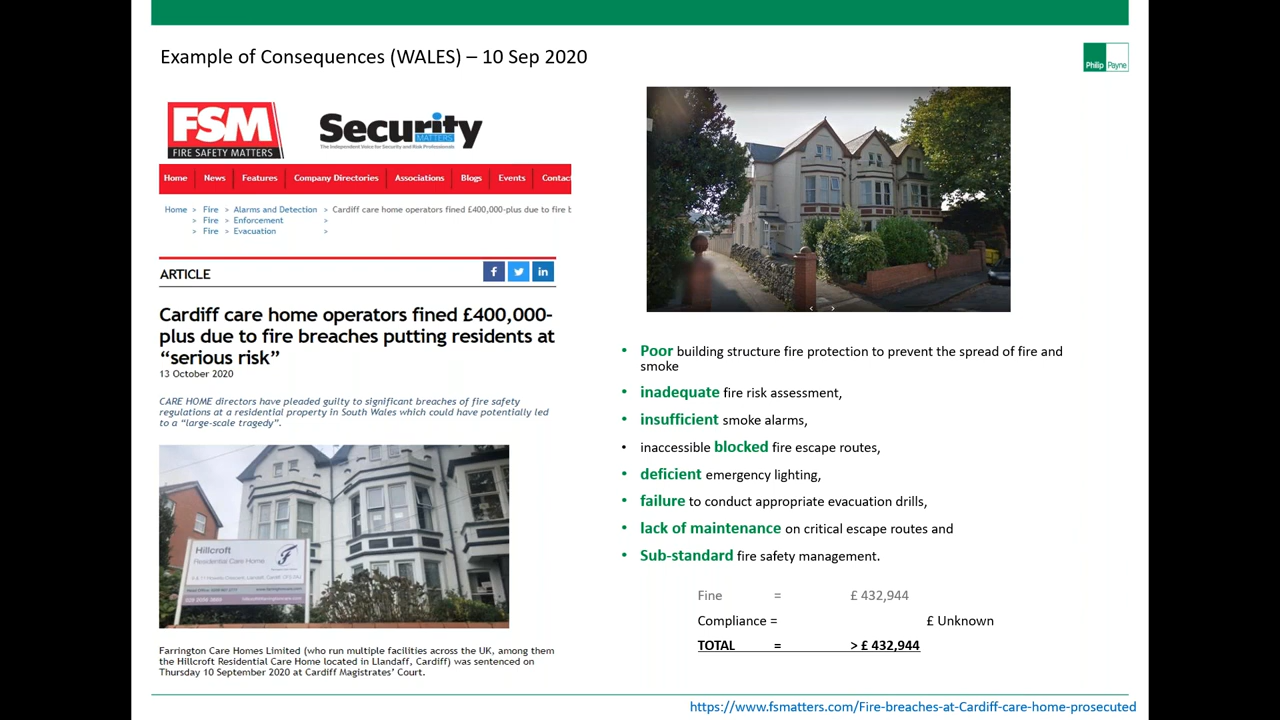 Example of Consequences (WALES) – 10 Sep 2020
Philip Payne
FSM
FIRE SAFETY MATTERS
Security
MATTERS
The Independent Voice for Security and Risk Professionals
Home News Features Company Directories Associations Blogs Events Contac
Home > Fire > Alarms and Detection > Cardiff care home operators fined £400,000-plus due to fire b
> Fire > Enforcement >
> Fire > Evacuation >
ARTICLE
Cardiff care home operators fined £400,000-
plus due to fire breaches putting residents at
“serious risk”
13 October 2020
CARE HOME directors have pleaded guilty to significant breaches of fire safety
regulations at a residential property in South Wales which could have potentially led
to a “large-scale tragedy”.
Hillcroft
Residential Care Home
Farrington Care Homes Limited (who run multiple facilities across the UK, among them
the Hillcroft Residential Care Home located in Llandaff, Cardiff) was sentenced on
Thursday 10 September 2020 at Cardiff Magistrates’ Court.
• Poor building structure fire protection to prevent the spread of fire and
smoke
• inadequate fire risk assessment,
• insufficient smoke alarms,
• inaccessible blocked fire escape routes,
• deficient emergency lighting,
• failure to conduct appropriate evacuation drills,
• lack of maintenance on critical escape routes and
• Sub-standard fire safety management.
Fine = £ 432,944
Compliance = £ Unknown
TOTAL = > £ 432,944
https://www.fsmatters.com/Fire-breaches-at-Cardiff-care-home-prosecuted